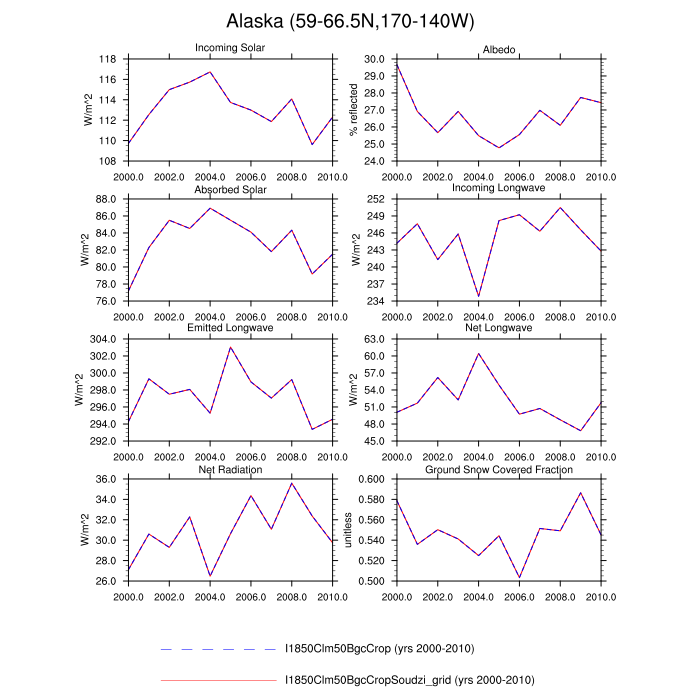 Alaska (59-66.5N,170-140W)
Incoming Solar
W/m^2
118
116
114
112
110
108
2000.0 2002.0 2004.0 2006.0 2008.0 2010.0
Albedo
% reflected
30.0
29.0
28.0
27.0
26.0
25.0
24.0
2000.0 2002.0 2004.0 2006.0 2008.0 2010.0
Absorbed Solar
W/m^2
88.0
86.0
84.0
82.0
80.0
78.0
76.0
2000.0 2002.0 2004.0 2006.0 2008.0 2010.0
Incoming Longwave
W/m^2
252
249
246
243
240
237
234
2000.0 2002.0 2004.0 2006.0 2008.0 2010.0
Emitted Longwave
W/m^2
304.0
302.0
300.0
298.0
296.0
294.0
292.0
2000.0 2002.0 2004.0 2006.0 2008.0 2010.0
Net Longwave
W/m^2
63.0
60.0
57.0
54.0
51.0
48.0
45.0
2000.0 2002.0 2004.0 2006.0 2008.0 2010.0
Net Radiation
W/m^2
36.0
34.0
32.0
30.0
28.0
26.0
2000.0 2002.0 2004.0 2006.0 2008.0 2010.0
Ground Snow Covered Fraction
unitless
0.600
0.580
0.560
0.540
0.520
0.500
2000.0 2002.0 2004.0 2006.0 2008.0 2010.0
I1850Clm50BgcCrop (yrs 2000-2010)
I1850Clm50BgcCropSoudzi_grid (yrs 2000-2010)